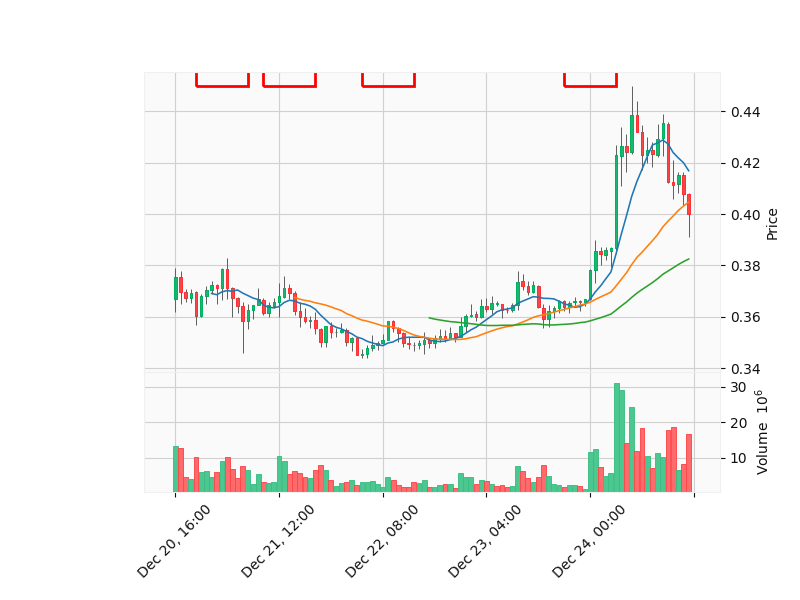 0.44
0.42
0.40
0.38
0.36
0.34
Price
30
20
10
Volume 10^6
Dec 20, 16:00
Dec 21, 12:00
Dec 22, 08:00
Dec 23, 04:00
Dec 24, 00:00